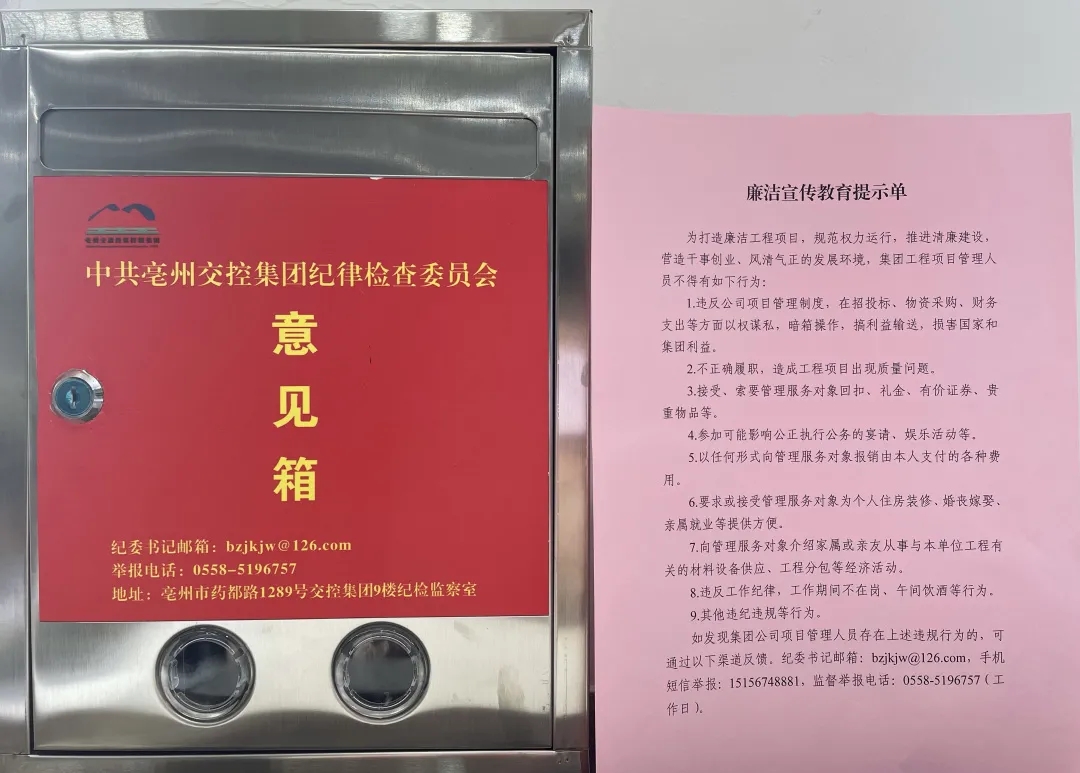 中共亳州交控集团纪律检查委员会
意
见
箱
纪委书记邮箱：bzjkjw@126.com
举报电话：0558-5196757
地址：亳州市药都路1289号交控集团9楼纪检监察室
廉洁宣传教育提示单
为打造廉洁工程项目，规范权力运行，推进清廉建设，
营造干事创业、风清气正的发展环境，集团工程项目管理人
员不得有如下行为：
1.违反公司项目管理制度，在招投标、物资采购、财务
支出等方面以权谋私，暗箱操作，搞利益输送，损害国家和
集团利益。
2.不正确履职，造成工程项目出现质量问题。
3.接受、索要管理服务对象回扣、礼金、有价证券、贵
重物品等。
4.参加可能影响公正执行公务的宴请、娱乐活动等。
5.以任何形式向管理服务对象报销由本人支付的各种费
用。
6.要求或接受管理服务对象为个人住房装修、婚丧嫁娶、
亲属就业等提供方便。
7.向管理服务对象介绍家属或亲友从事与本单位工程有
关的材料设备供应、工程分包等经济活动。
8.违反工作纪律，工作期间不在岗、午间饮酒等行为。
9.其他违纪违规等行为。
如发现集团公司项目管理人员存在上述违规行为的，可
通过以下渠道反馈。纪委书记邮箱：bzjkjw@126.com，手机
短信举报：15156748881，监督举报电话：0558-5196757（工
作日）。